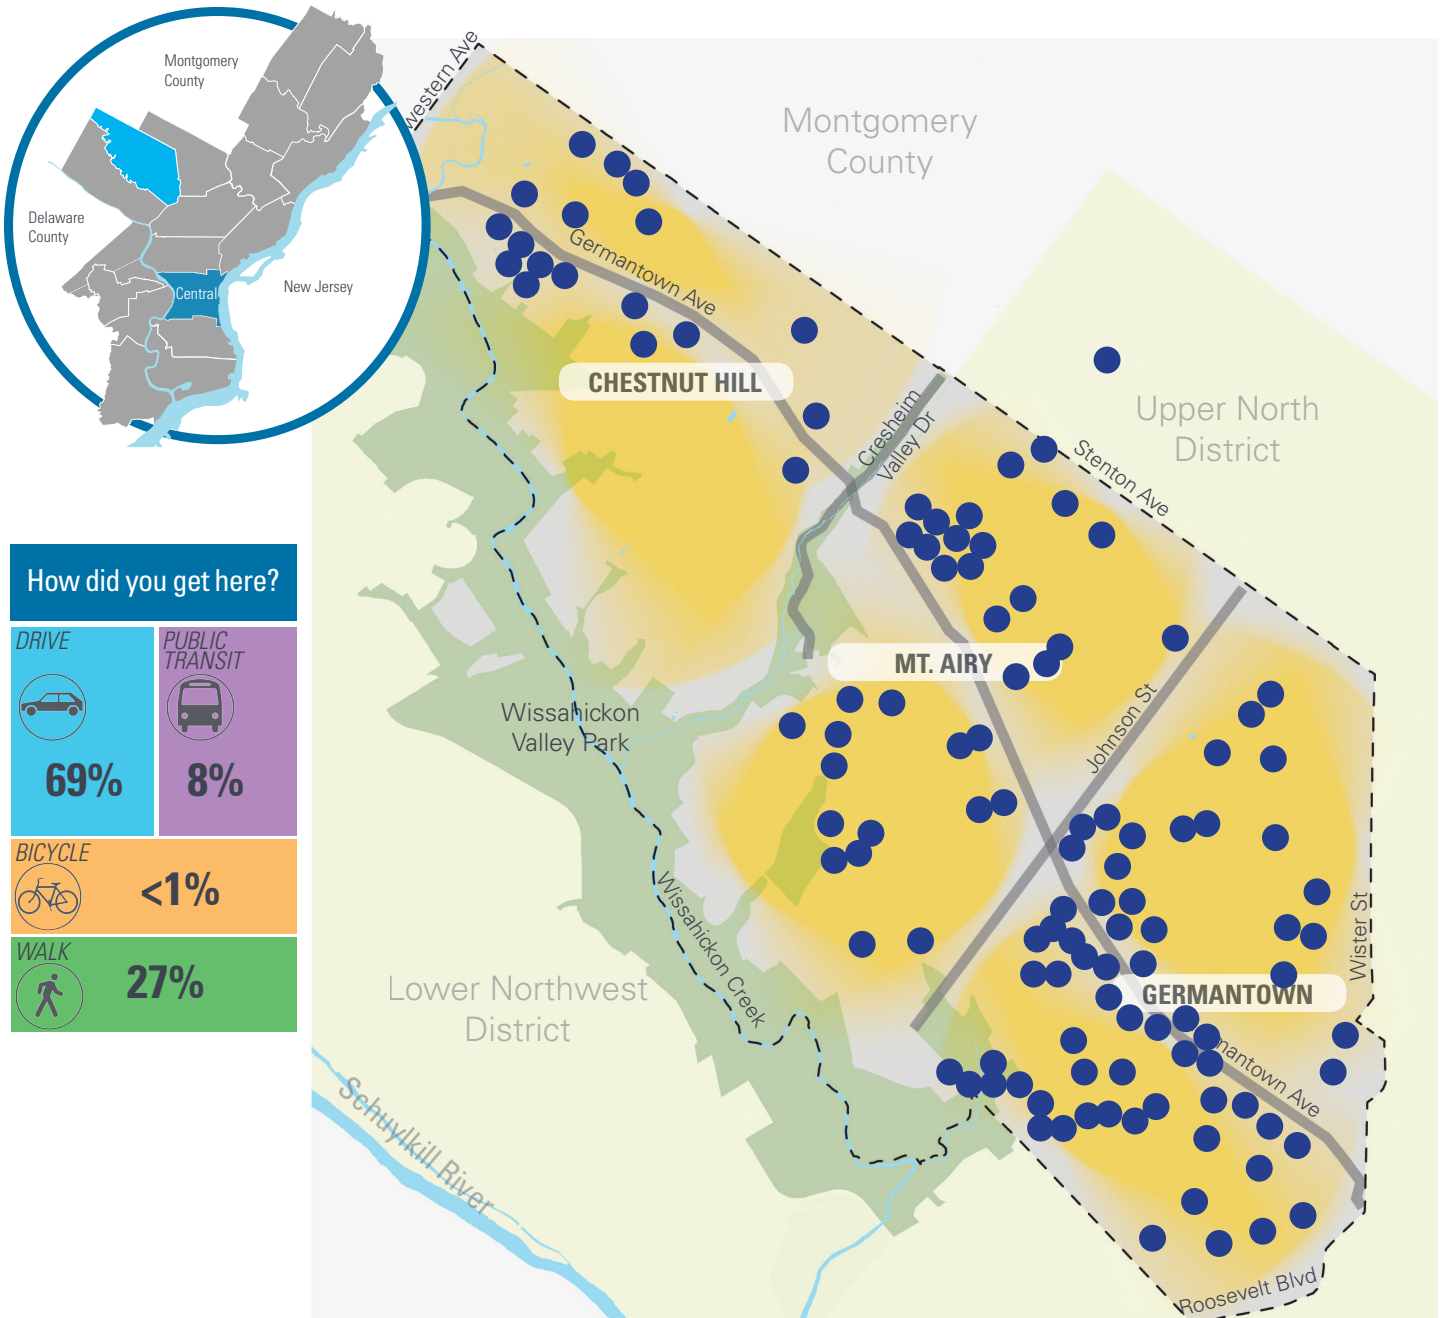 Montgomery
County
Delaware
County
Central
New Jersey
How did you get here?
DRIVE
69%
PUBLIC
TRANSIT
8%
BICYCLE
<1%
WALK
27%
Western Ave
Montgomery
County
Germantown Ave
CHESTNUT HILL
Cresheim
Valley Dr
Upper North
District
Stenton Ave
MT. AIRY
Wissahickon
Valley Park
Johnson St
Wissahickon Creek
Wister St
Lower Northwest
District
GERMANTOWN
mantown Ave
Schuylkill River
Roosevelt Blvd